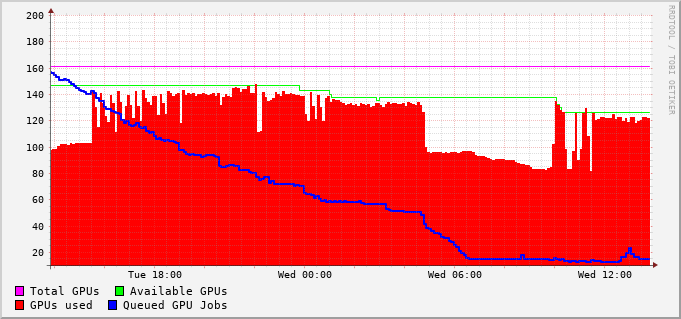 200
180
160
140
120
100
80
60
40
20
Tue 18:00 Wed 00:00 Wed 06:00 Wed 12:00
Total GPUs Available GPUs
GPUs used Queued GPU Jobs
RRDTOOL / TOBI OETIKER